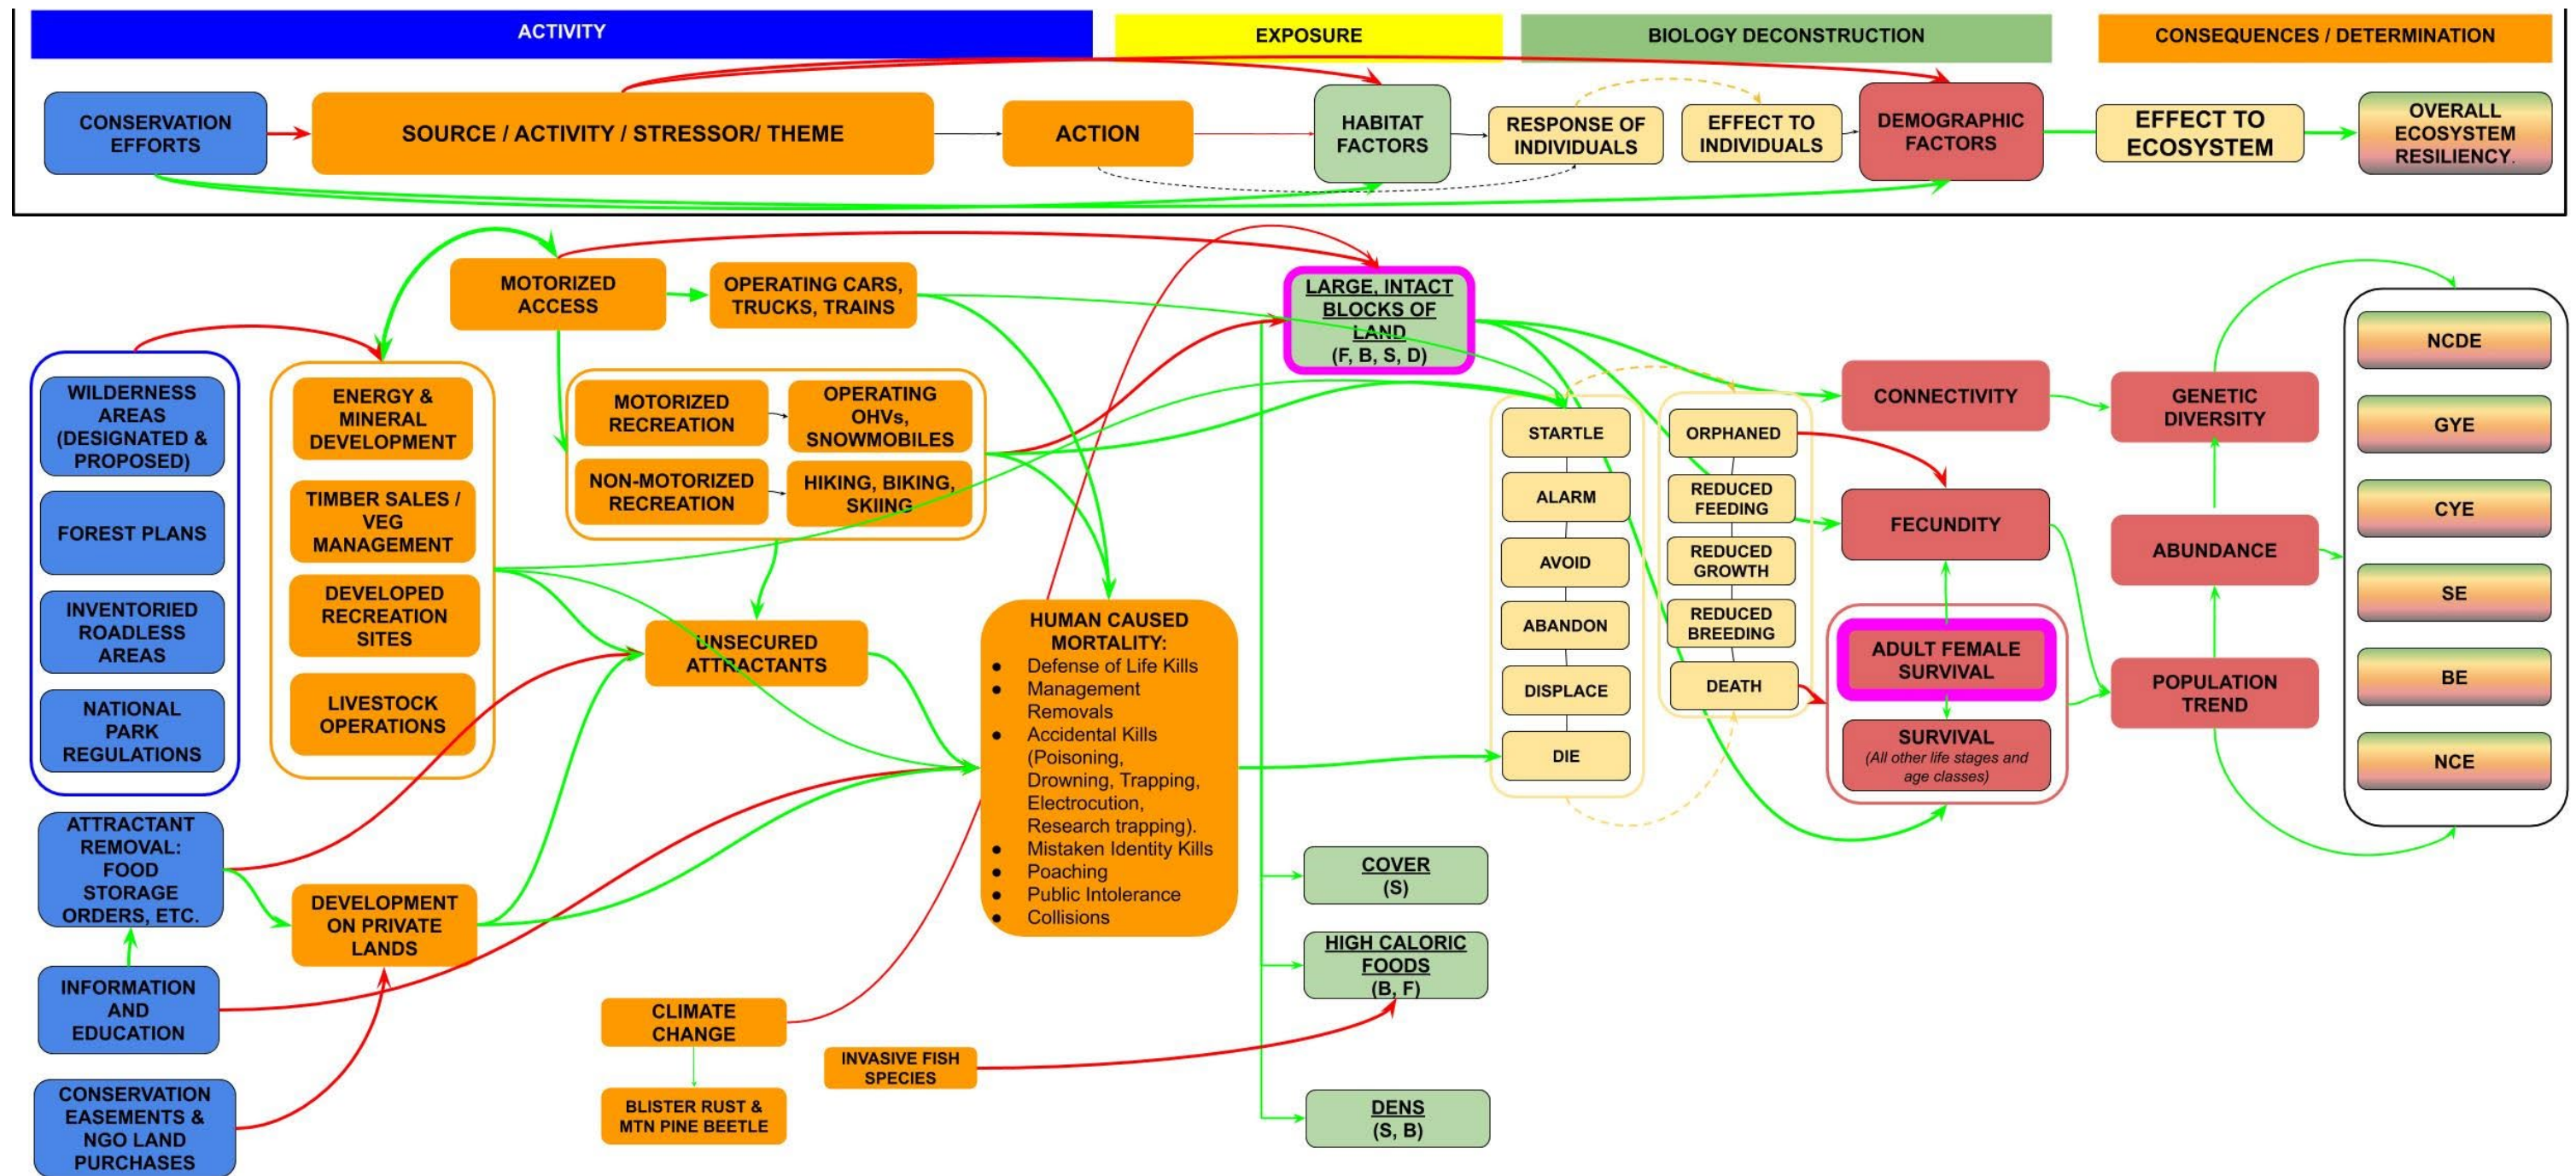 ACTIVITY
EXPOSURE
BIOLOGY DECONSTRUCTION
CONSEQUENCES / DETERMINATION
CONSERVATION
EFFORTS
SOURCE / ACTIVITY / STRESSOR/ THEME
ACTION
HABITAT
FACTORS
RESPONSE OF
INDIVIDUALS
EFFECT TO
INDIVIDUALS
DEMOGRAPHIC
FACTORS
EFFECT TO
ECOSYSTEM
OVERALL
ECOSYSTEM
RESILIENCY.
WILDERNESS
AREAS
(DESIGNATED &
PROPOSED)
FOREST PLANS
INVENTORIED
ROADLESS
AREAS
NATIONAL
PARK
REGULATIONS
ATTRACTANT
REMOVAL:
FOOD
STORAGE
ORDERS, ETC.
INFORMATION
AND
EDUCATION
CONSERVATION
EASEMENTS &
NGO LAND
PURCHASES
ENERGY &
MINERAL
DEVELOPMENT
TIMBER SALES /
VEG
MANAGEMENT
DEVELOPED
RECREATION
SITES
LIVESTOCK
OPERATIONS
DEVELOPMENT
ON PRIVATE
LANDS
MOTORIZED
ACCESS
OPERATING CARS,
TRUCKS, TRAINS
MOTORIZED
RECREATION
OPERATING
OHVs,
SNOWMOBILES
NON-MOTORIZED
RECREATION
HIKING, BIKING,
SKIING
UNSECURED
ATTRACTANTS
CLIMATE
CHANGE
BLISTER RUST &
MTN PINE BEETLE
INVASIVE FISH
SPECIES
HUMAN CAUSED
MORTALITY:
● Defense of Life Kills
● Management
Removals
● Accidental Kills
(Poisoning,
Drowning, Trapping,
Electrocution,
Research trapping).
● Mistaken Identity Kills
● Poaching
● Public Intolerance
● Collisions
LARGE, INTACT
BLOCKS OF
LAND
(F, B, S, D)
COVER
(S)
HIGH CALORIC
FOODS
(B, F)
DENS
(S, B)
STARTLE
ALARM
AVOID
ABANDON
DISPLACE
DIE
ORPHANED
REDUCED
FEEDING
REDUCED
GROWTH
REDUCED
BREEDING
DEATH
CONNECTIVITY
FECUNDITY
ADULT FEMALE
SURVIVAL
SURVIVAL
(All other life stages and
age classes)
GENETIC
DIVERSITY
ABUNDANCE
POPULATION
TREND
NCDE
GYE
CYE
SE
BE
NCE